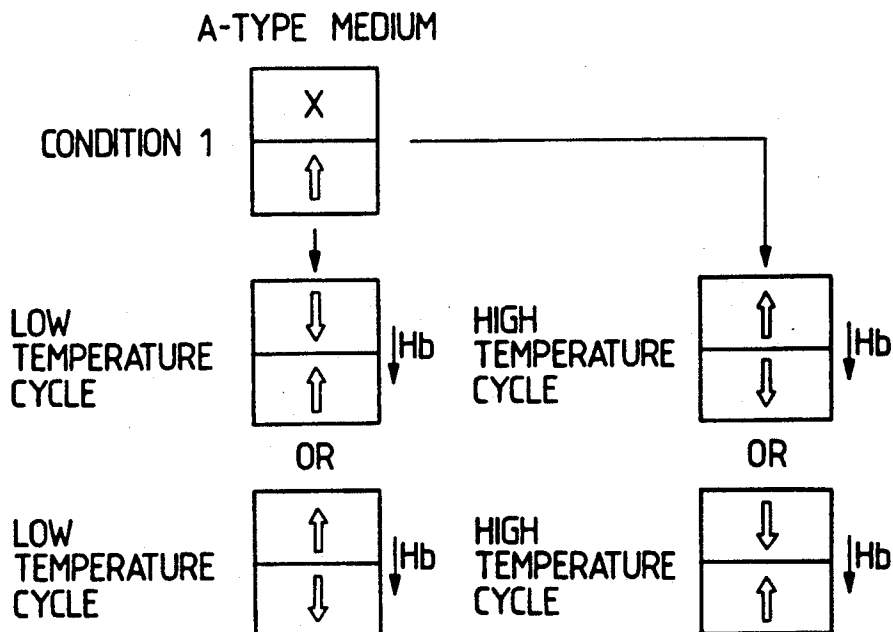 A-TYPE MEDIUM
X
CONDITION 1
LOW
TEMPERATURE
CYCLE
Hb
HIGH
TEMPERATURE
CYCLE
Hb
OR
OR
LOW
TEMPERATURE
CYCLE
Hb
HIGH
TEMPERATURE
CYCLE
Hb